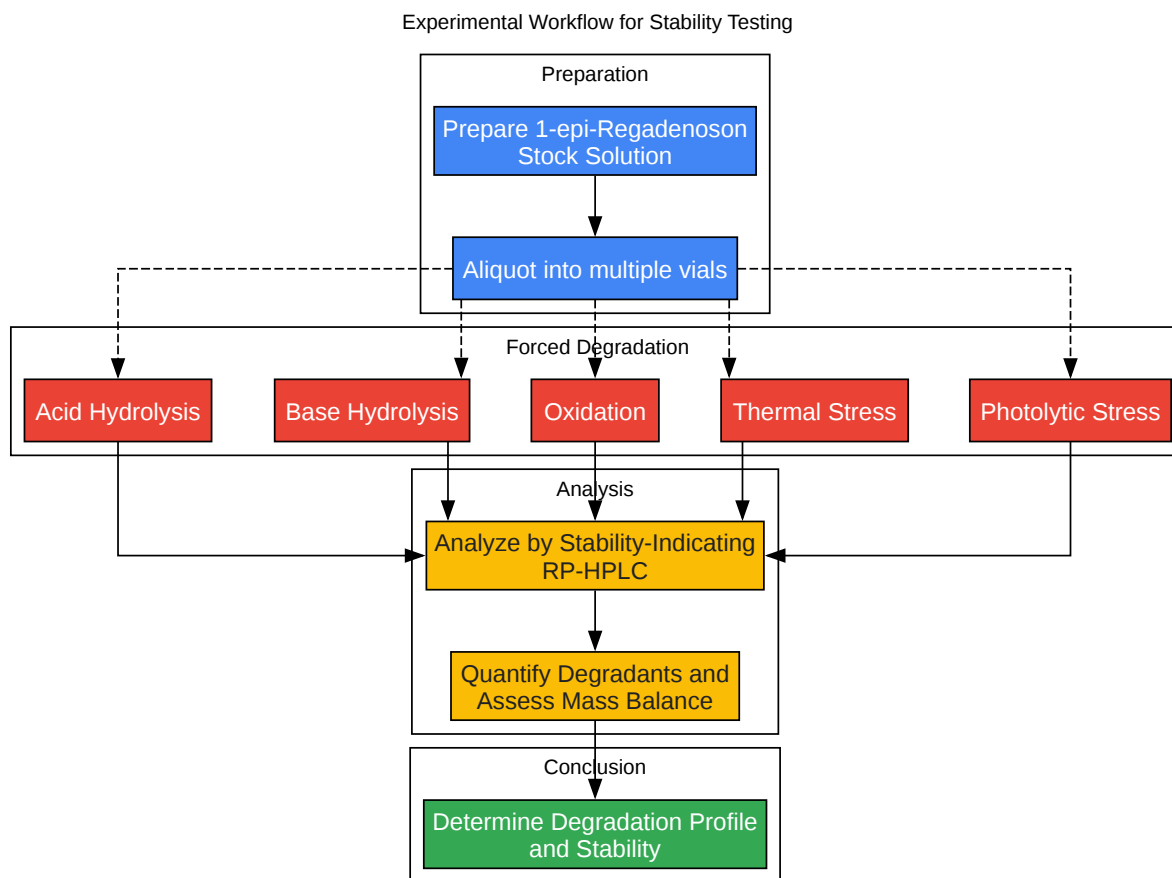 Experimental Workflow for Stability Testing
Preparation
Prepare 1-epi-Regadenoson
Stock Solution
Aliquot into multiple vials
Forced Degradation
Acid Hydrolysis
Base Hydrolysis
Oxidation
Thermal Stress
Photolytic Stress
Analysis
Analyze by Stability-Indicating
RP-HPLC
Quantify Degradants and
Assess Mass Balance
Conclusion
Determine Degradation Profile
and Stability